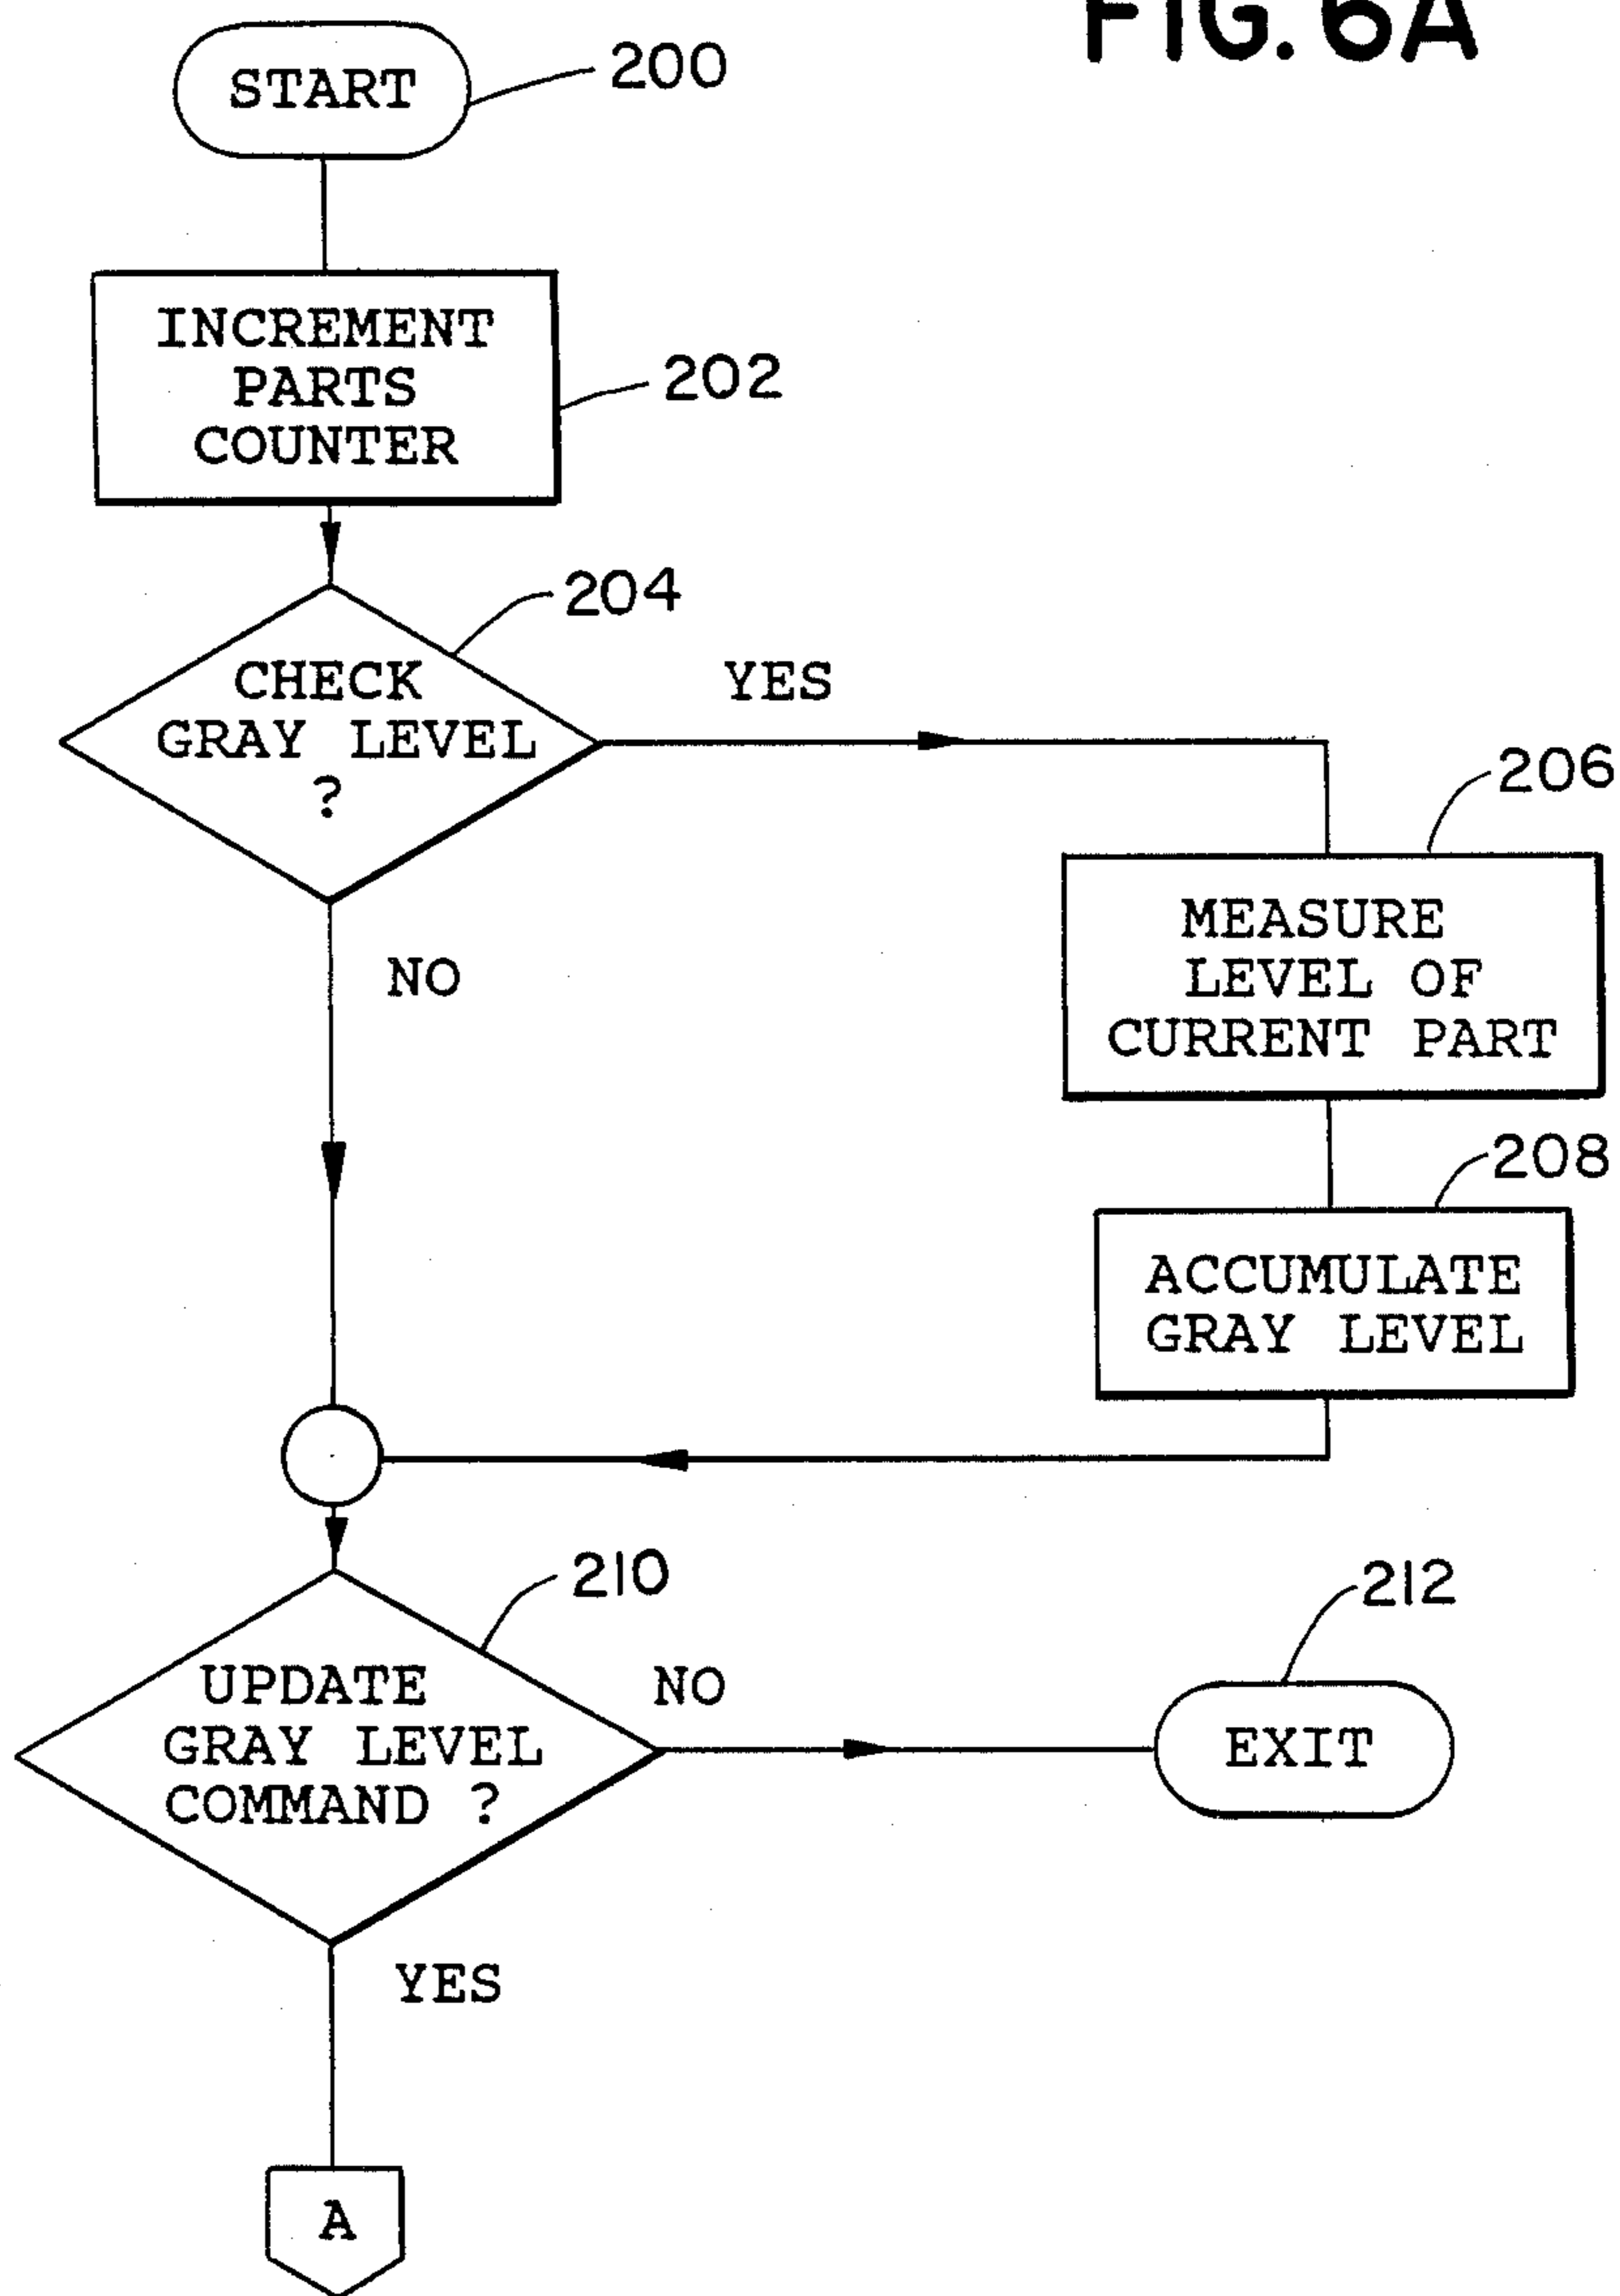 FIG. 6A
START
200
INCREMENT
PARTS
COUNTER
202
204
CHECK
GRAY LEVEL
?
YES
206
NO
MEASURE
LEVEL OF
CURRENT PART
208
ACCUMULATE
GRAY LEVEL
210
212
UPDATE
GRAY LEVEL
COMMAND ?
NO
EXIT
YES
A